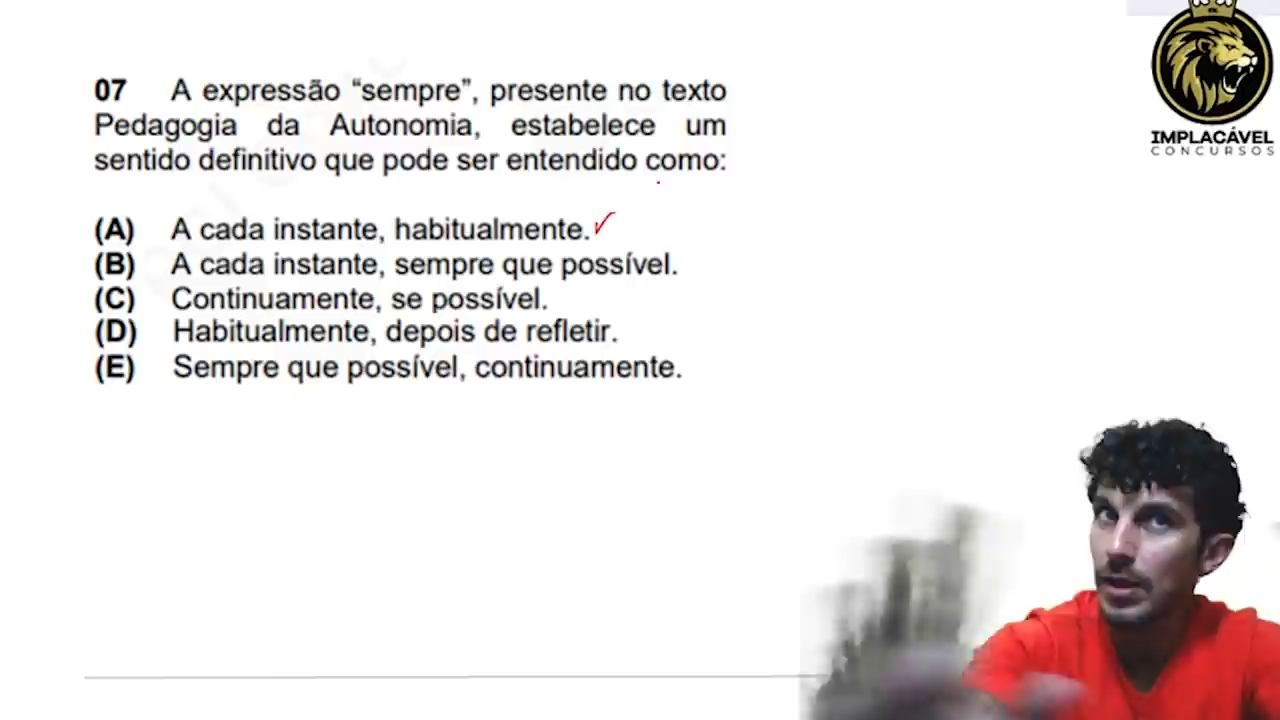 07 A expressão “sempre”, presente no texto
Pedagogia da Autonomia, estabelece um
sentido definitivo que pode ser entendido como:
(A) A cada instante, habitualmente.
(B) A cada instante, sempre que possível.
(C) Continuamente, se possível.
(D) Habitualmente, depois de refletir.
(E) Sempre que possível, continuamente.
IMPLACÁVEL
CONCURSOS